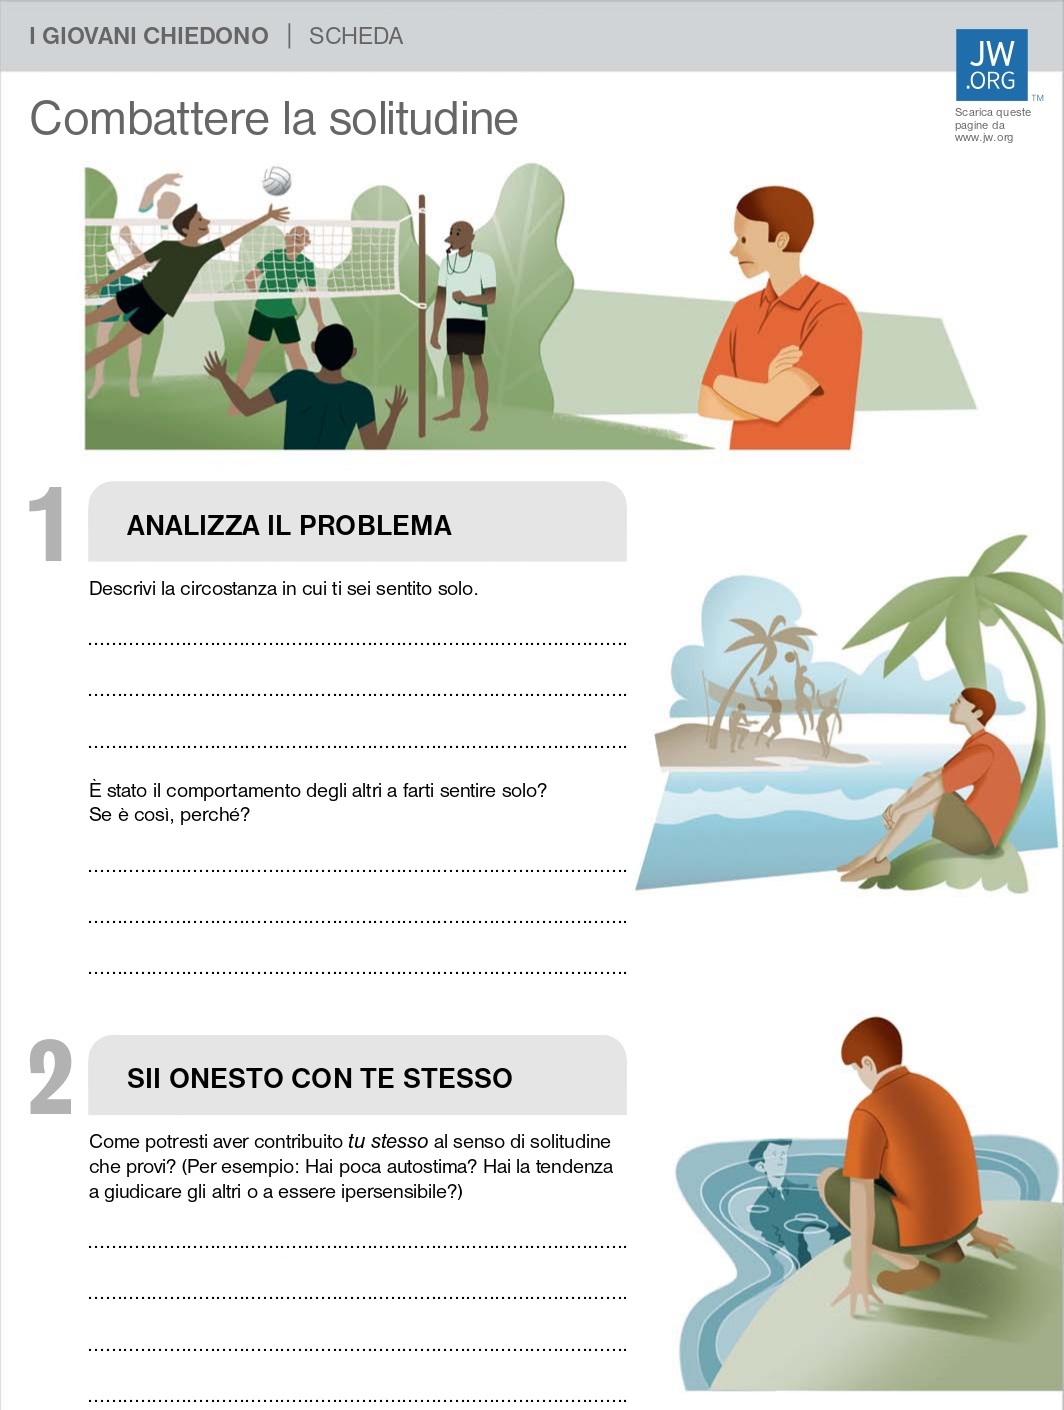 I GIOVANI CHIEDONO | SCHEDA
JW
.ORG
TM
Scarica queste
pagine da
www.jw.org
Combattere la solitudine
1
ANALIZZA IL PROBLEMA
Descrivi la circostanza in cui ti sei sentito solo.
È stato il comportamento degli altri a farti sentire solo?
Se è così, perché?
2
SII ONESTO CON TE STESSO
Come potresti aver contribuito tu stesso al senso di solitudine
che provi? (Per esempio: Hai poca autostima? Hai la tendenza
a giudicare gli altri o a essere ipersensibile?)